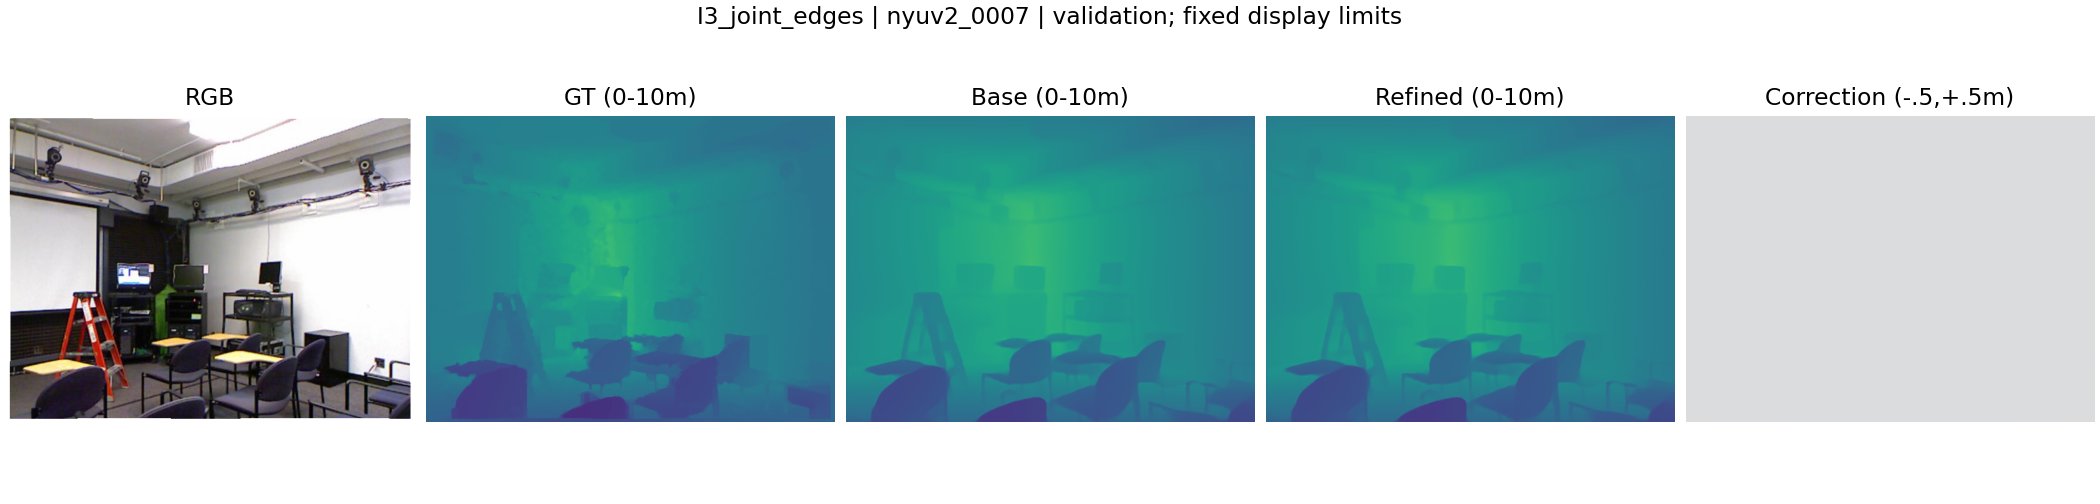 I3_joint_edges | nyuv2_0007 | validation; fixed display limits
RGB
GT (0-10m)
Base (0-10m)
Refined (0-10m)
Correction (-.5,+.5m)